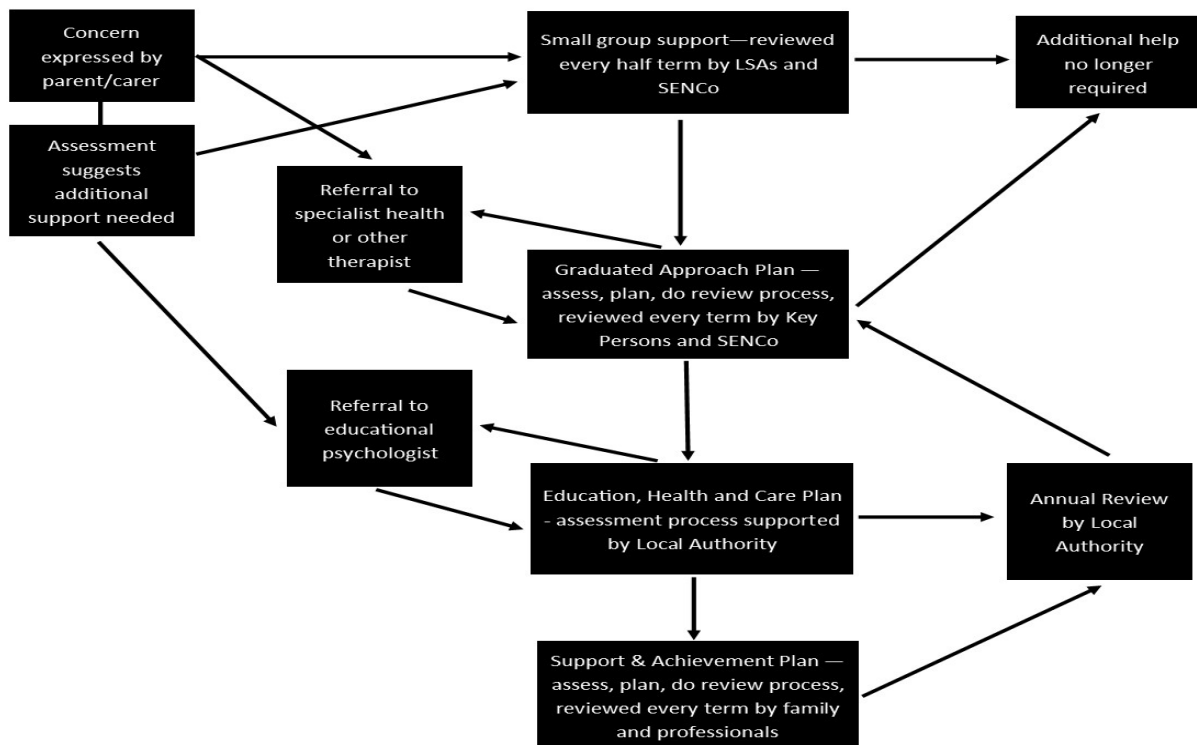 Concern
expressed by
parent/carer
Small group support—reviewed
every half term by LSAs and
SENCo
Additional help
no longer
required
Assessment
suggests
additional
support needed
Referral to
specialist health
or other
therapist
Graduated Approach Plan —
assess, plan, do review process,
reviewed every term by Key
Persons and SENCo
Referral to
educational
psychologist
Education, Health and Care Plan
- assessment process supported
by Local Authority
Annual Review
by Local
Authority
Support & Achievement Plan —
assess, plan, do review process,
reviewed every term by family
and professionals